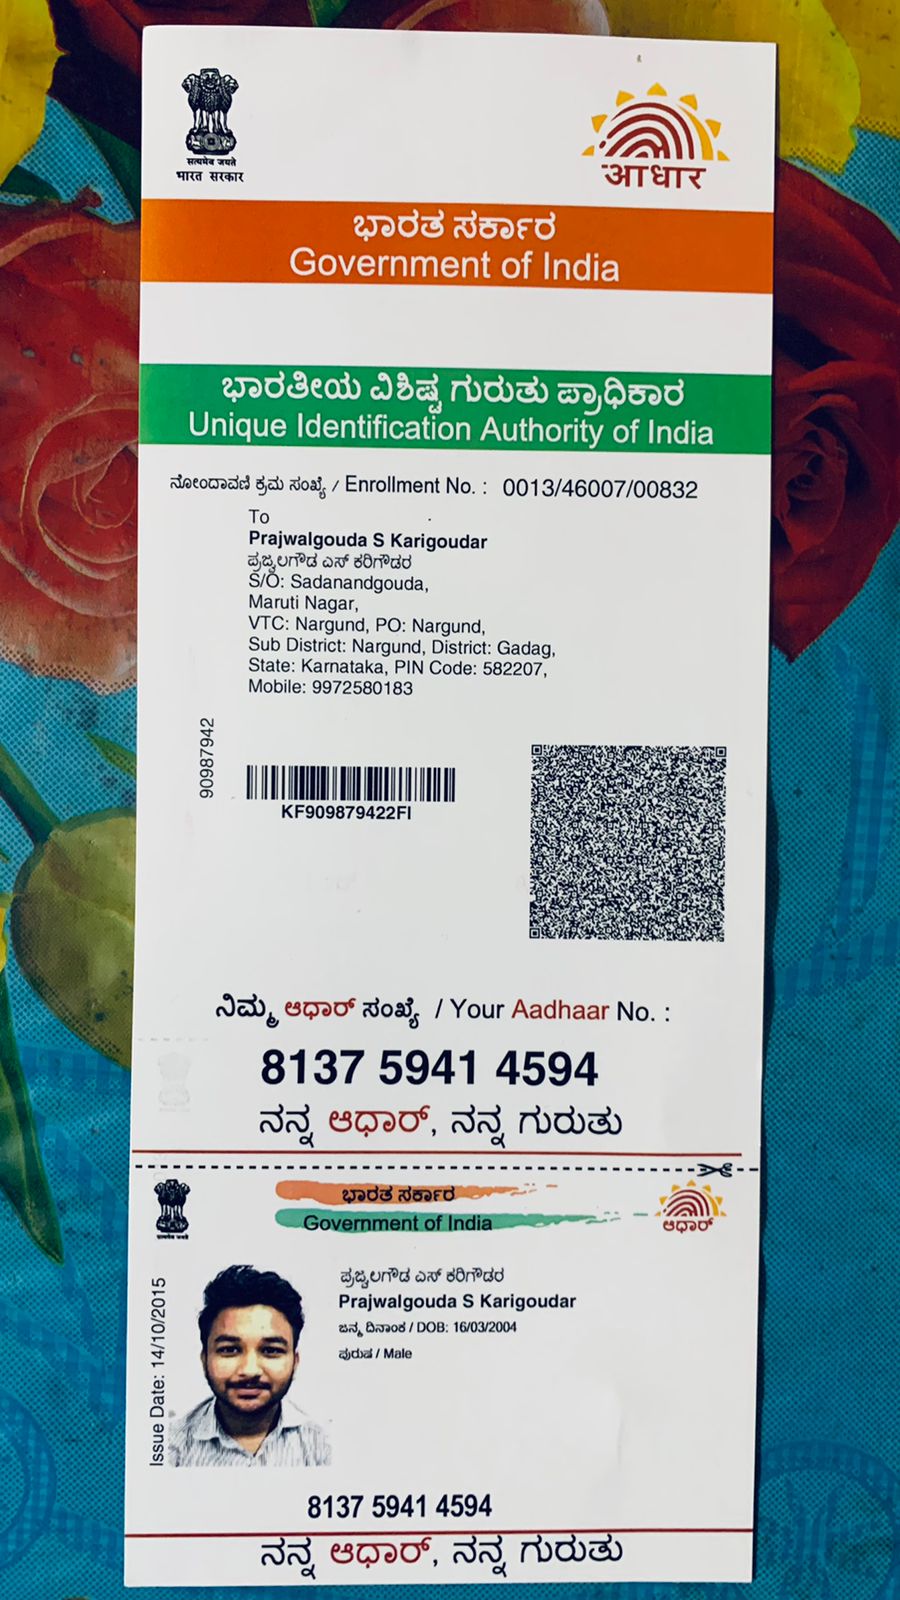 सत्यमेव जयते
भारत सरकार
आधार
ಭಾರತ ಸರ್ಕಾರ
Government of India
ಭಾರತೀಯ ವಿಶಿಷ್ಟ ಗುರುತು ಪ್ರಾಧಿಕಾರ
Unique Identification Authority of India
ನೋಂದಾವಣಿ ಕ್ರಮ ಸಂಖ್ಯೆ / Enrollment No. : 0013/46007/00832
To
Prajwalgouda S Karigoudar
ಪ್ರಜ್ವಲಗೌಡ ಎಸ್ ಕರಿಗೌಡರ
S/O: Sadanandgouda,
Maruti Nagar,
VTC: Nargund, PO: Nargund,
Sub District: Nargund, District: Gadag,
State: Karnataka, PIN Code: 582207,
Mobile: 9972580183
90987942
KF909879422FI
ನಿಮ್ಮ ಆಧಾರ್ ಸಂಖ್ಯೆ / Your Aadhaar No. :
8137 5941 4594
ನನ್ನ ಆಧಾರ್, ನನ್ನ ಗುರುತು
ಭಾರತ ಸರ್ಕಾರ
Government of India
ಆಧಾರ್
Issue Date: 14/10/2015
ಪ್ರಜ್ವಲಗೌಡ ಎಸ್ ಕರಿಗೌಡರ
Prajwalgouda S Karigoudar
ಜನ್ಮ ದಿನಾಂಕ / DOB: 16/03/2004
ಪುರುಷ / Male
8137 5941 4594
ನನ್ನ ಆಧಾರ್, ನನ್ನ ಗುರುತು